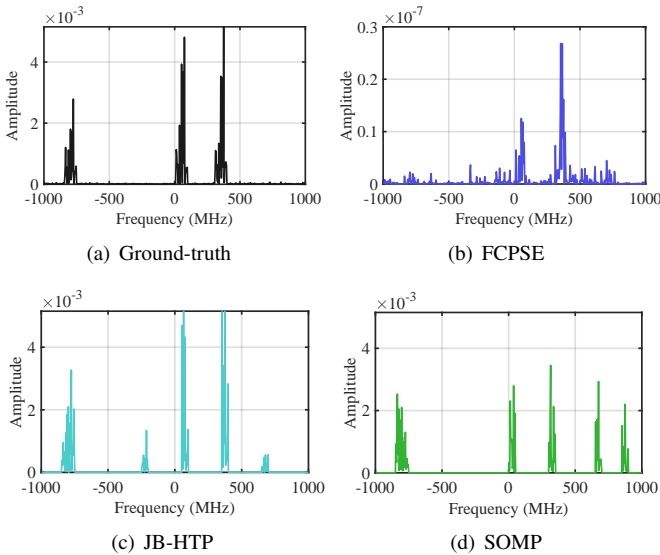 ×10⁻³
4
2
0
Amplitude
-1000 -500 0 500 1000
Frequency (MHz)
(a) Ground-truth
×10⁻⁷
0.3
0.2
0.1
0
Amplitude
-1000 -500 0 500 1000
Frequency (MHz)
(b) FCPSE
×10⁻³
4
2
0
Amplitude
-1000 -500 0 500 1000
Frequency (MHz)
(c) JB-HTP
×10⁻³
4
2
0
Amplitude
-1000 -500 0 500 1000
Frequency (MHz)
(d) SOMP